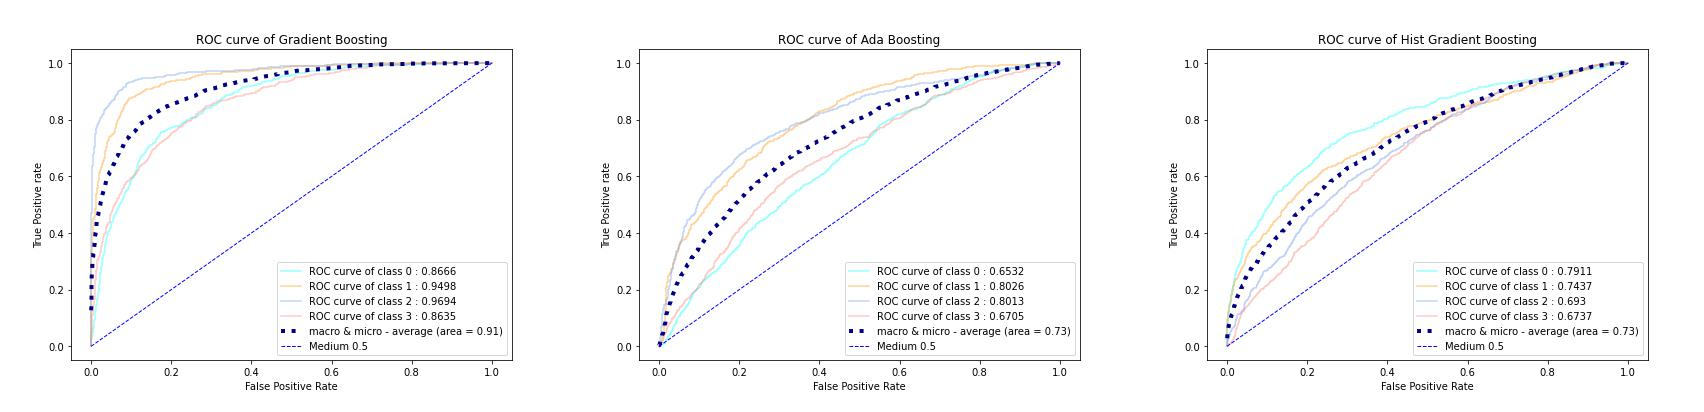 ROC curve of Gradient Boosting
True Positive rate
1.0
0.8
0.6
0.4
0.2
0.0
ROC curve of class 0 : 0.8666
ROC curve of class 1 : 0.9498
ROC curve of class 2 : 0.9694
ROC curve of class 3 : 0.8635
macro & micro - average (area = 0.91)
Medium 0.5
0.0 0.2 0.4 0.6 0.8 1.0
False Positive Rate
ROC curve of Ada Boosting
True Positive rate
1.0
0.8
0.6
0.4
0.2
0.0
ROC curve of class 0 : 0.6532
ROC curve of class 1 : 0.8026
ROC curve of class 2 : 0.8013
ROC curve of class 3 : 0.6705
macro & micro - average (area = 0.73)
Medium 0.5
0.0 0.2 0.4 0.6 0.8 1.0
False Positive Rate
ROC curve of Hist Gradient Boosting
True Positive rate
1.0
0.8
0.6
0.4
0.2
0.0
ROC curve of class 0 : 0.7911
ROC curve of class 1 : 0.7437
ROC curve of class 2 : 0.693
ROC curve of class 3 : 0.6737
macro & micro - average (area = 0.73)
Medium 0.5
0.0 0.2 0.4 0.6 0.8 1.0
False Positive Rate